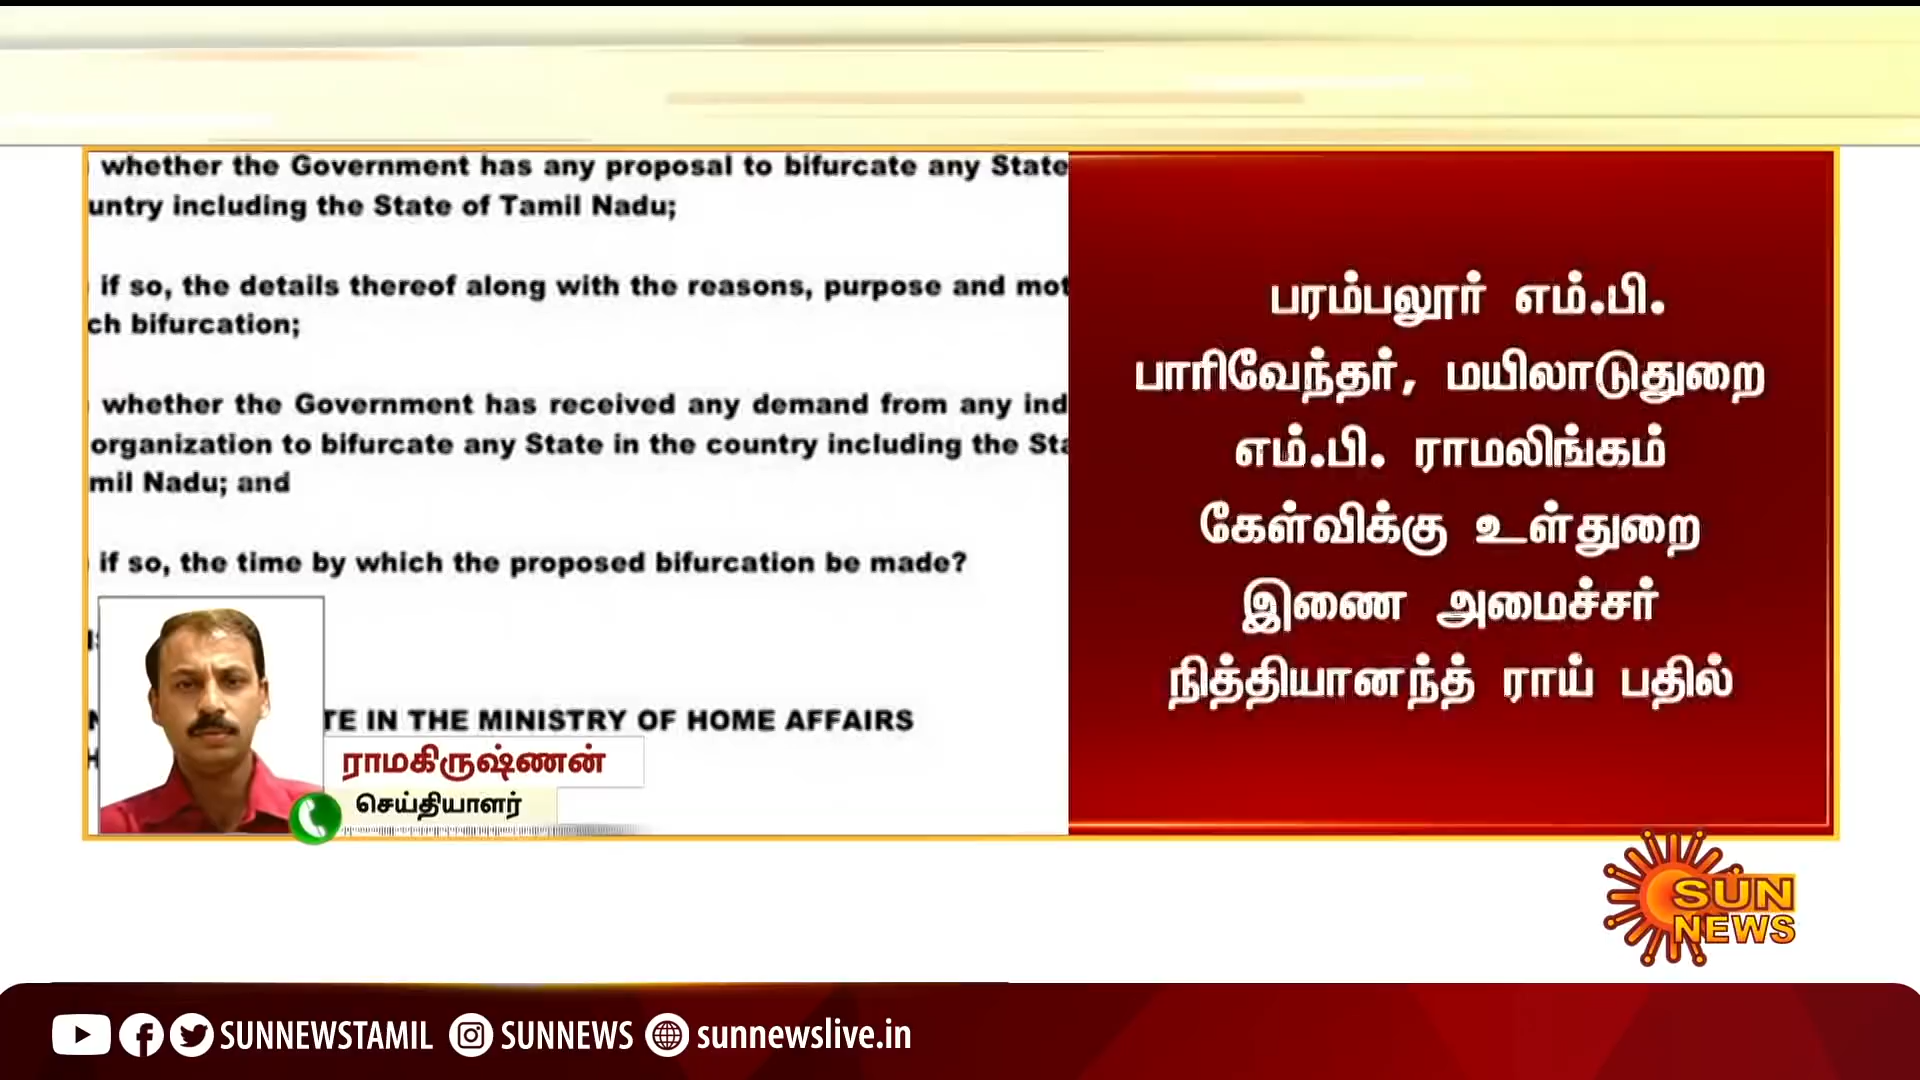 whether the Government has any proposal to bifurcate any State
untry including the State of Tamil Nadu;
if so, the details thereof along with the reasons, purpose and mot
ch bifurcation;
whether the Government has received any demand from any ind
organization to bifurcate any State in the country including the Sta
mil Nadu; and
if so, the time by which the proposed bifurcation be made?
TE IN THE MINISTRY OF HOME AFFAIRS
ராமகிருஷ்ணன்
செய்தியாளர்
பரம்பலூர் எம்.பி.
பாரிவேந்தர், மயிலாடுதுறை
எம்.பி. ராமலிங்கம்
கேள்விக்கு உள்துறை
இணை அமைச்சர்
நித்தியானந்த் ராய் பதில்
SUN
NEWS
SUNNEWSTAMIL SUNNEWS sunnewslive.in